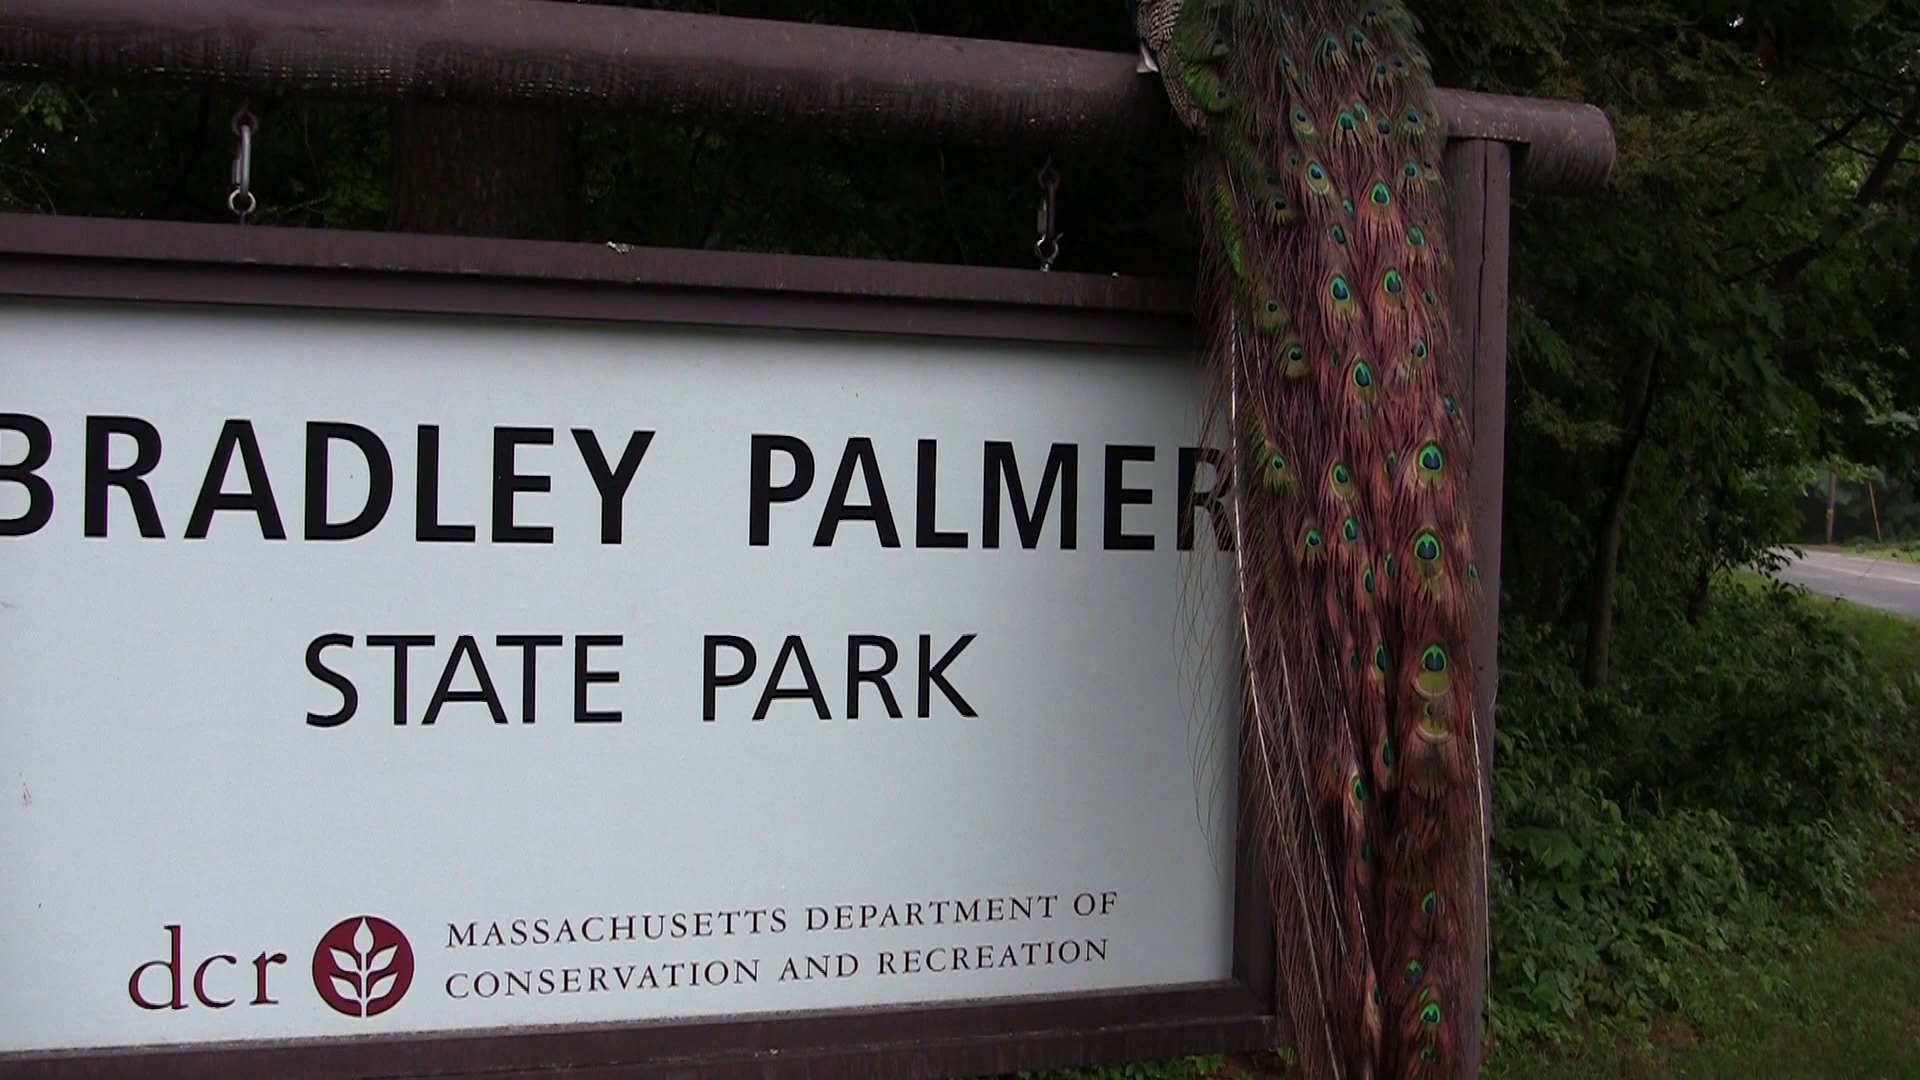 BRADLEY PALMER
STATE PARK
dcr
MASSACHUSETTS DEPARTMENT OF
CONSERVATION AND RECREATION